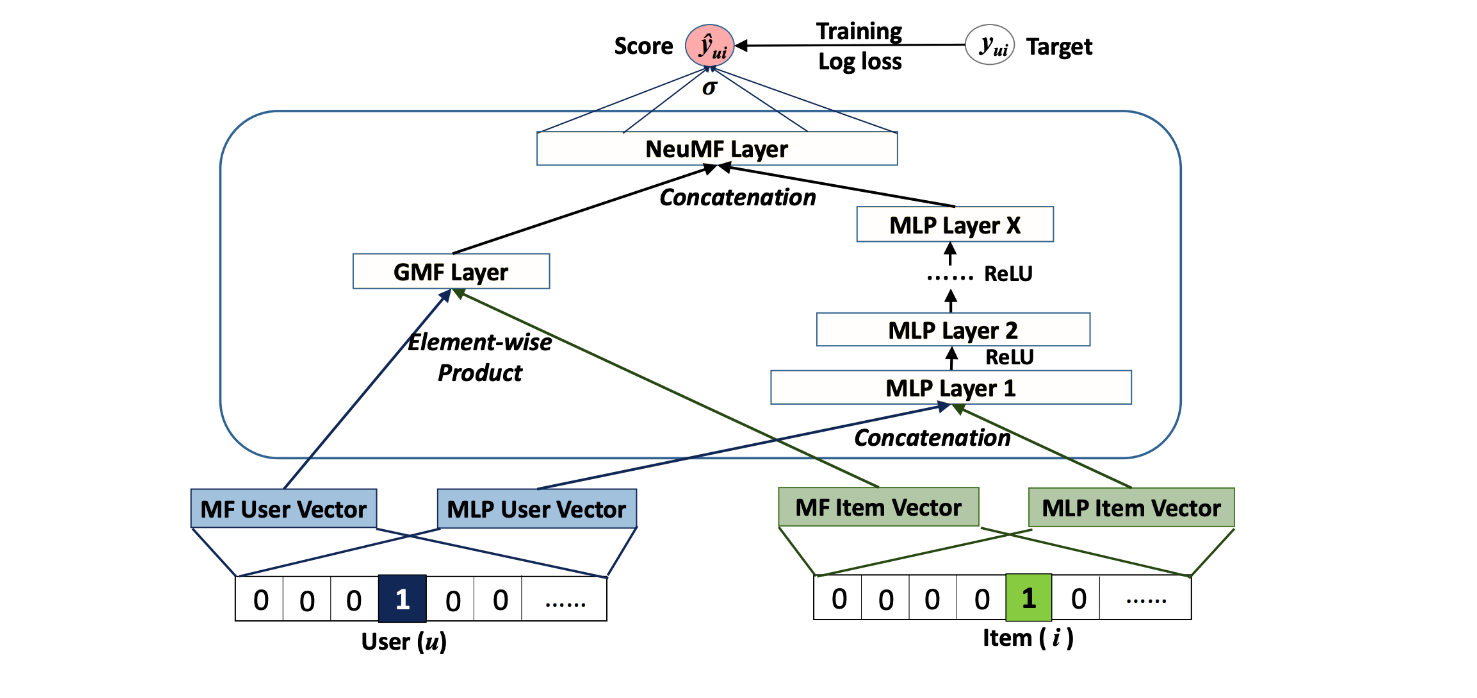 Score ŷui Training yui Target
Log loss
σ
NeuMF Layer
Concatenation
MLP Layer X
GMF Layer
...... ReLU
Element-wise
Product
MLP Layer 2
ReLU
MLP Layer 1
Concatenation
MF User Vector MLP User Vector MF Item Vector MLP Item Vector
0 0 0 1 0 0 ...... 0 0 0 0 1 0 ......
User (u) Item ( i )